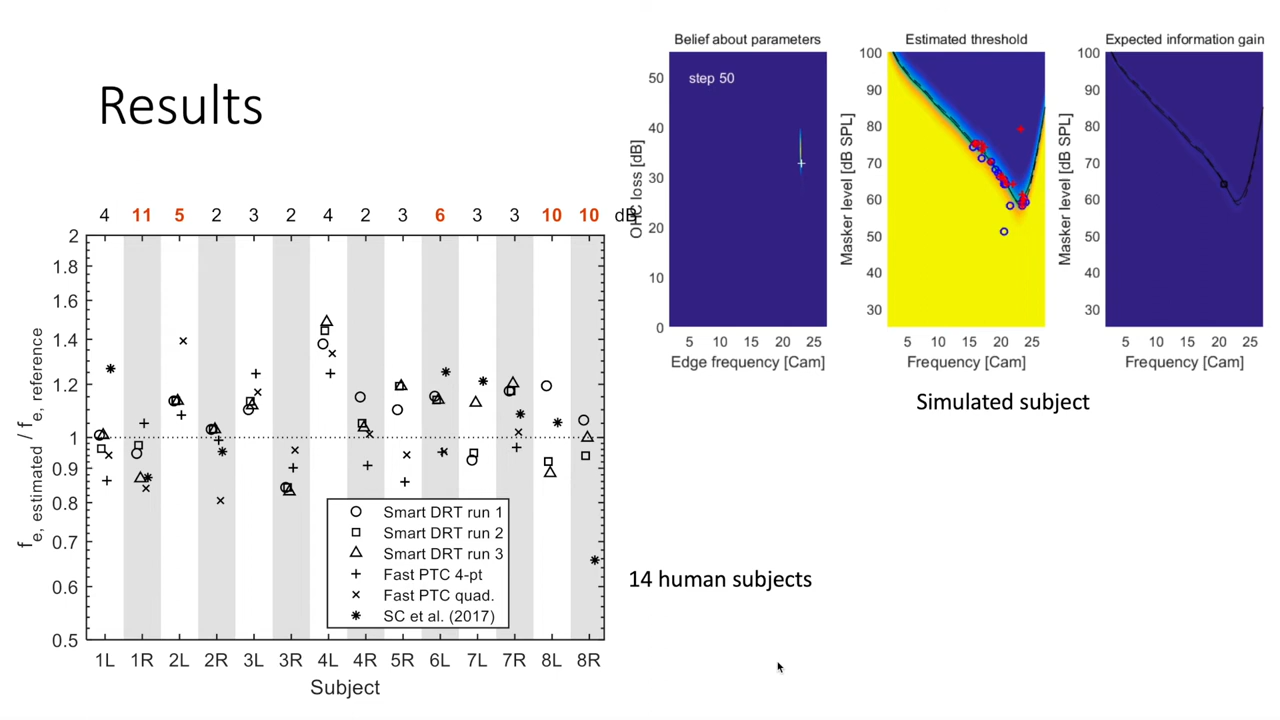 Results
4 11 5 2 3 2 4 2 3 6 3 3 10 10 dB
2
1.8
1.6
1.4
1.2
1
0.9
0.8
0.7
0.6
0.5
f e, estimated / f e, reference
Smart DRT run 1
Smart DRT run 2
Smart DRT run 3
Fast PTC 4-pt
Fast PTC quad.
SC et al. (2017)
1L 1R 2L 2R 3L 3R 4L 4R 5R 6L 7L 7R 8L 8R
Subject
Belief about parameters
step 50
50
40
30
20
10
0
OHC loss [dB]
5 10 15 20 25
Edge frequency [Cam]
Estimated threshold
100
90
80
70
60
50
40
30
Masker level [dB SPL]
5 10 15 20 25
Frequency [Cam]
Expected information gain
100
90
80
70
60
50
40
30
Masker level [dB SPL]
5 10 15 20 25
Frequency [Cam]
Simulated subject
14 human subjects